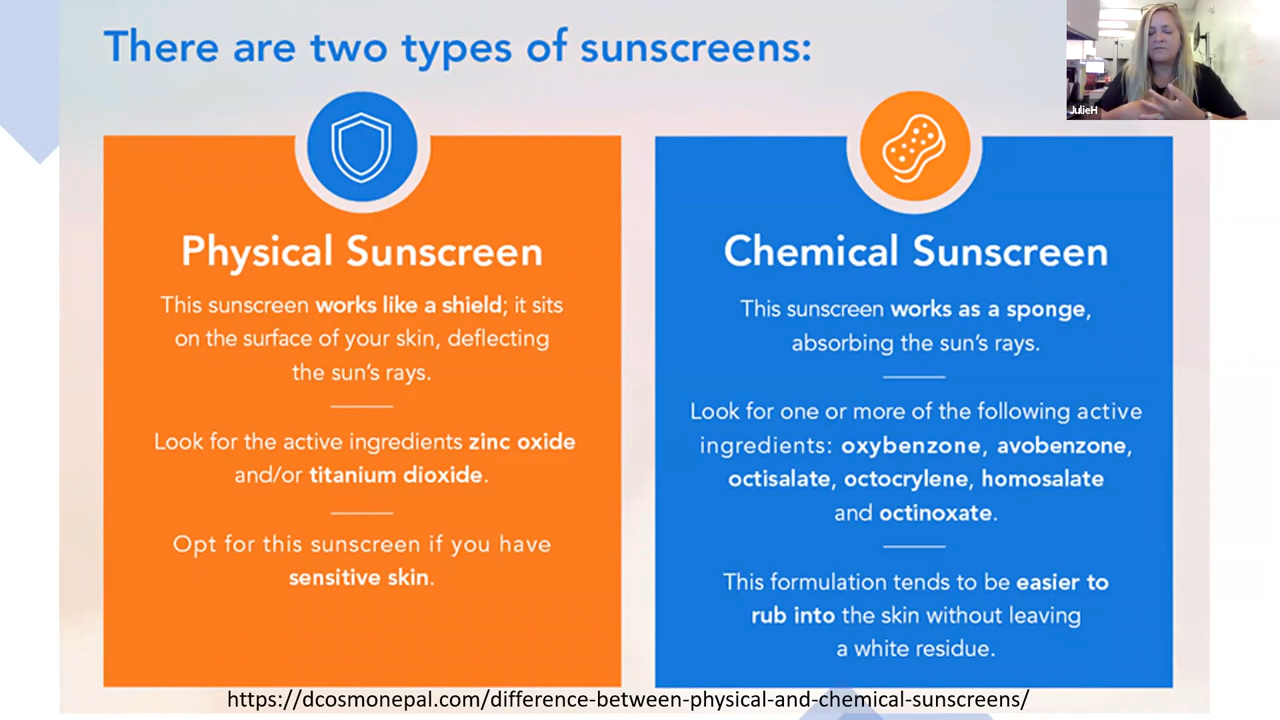 There are two types of sunscreens:
JulieH
Physical Sunscreen
This sunscreen works like a shield; it sits
on the surface of your skin, deflecting
the sun's rays.
Look for the active ingredients zinc oxide
and/or titanium dioxide.
Opt for this sunscreen if you have
sensitive skin.
Chemical Sunscreen
This sunscreen works as a sponge,
absorbing the sun's rays.
Look for one or more of the following active
ingredients: oxybenzone, avobenzone,
octisalate, octocrylene, homosalate
and octinoxate.
This formulation tends to be easier to
rub into the skin without leaving
a white residue.
https://dcosmonepal.com/difference-between-physical-and-chemical-sunscreens/